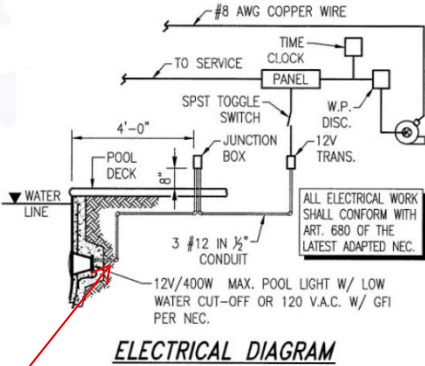 #8 AWG COPPER WIRE
TIME
CLOCK
TO SERVICE
PANEL
SPST TOGGLE
SWITCH
W.P.
DISC.
4'-0"
JUNCTION
BOX
12V
TRANS.
POOL
DECK
8"
WATER
LINE
ALL ELECTRICAL WORK
SHALL CONFORM WITH
ART. 680 OF THE
LATEST ADAPTED NEC.
3 #12 IN ½"
CONDUIT
12V/400W MAX. POOL LIGHT W/ LOW
WATER CUT-OFF OR 120 V.A.C. W/ GFI
PER NEC.
ELECTRICAL DIAGRAM